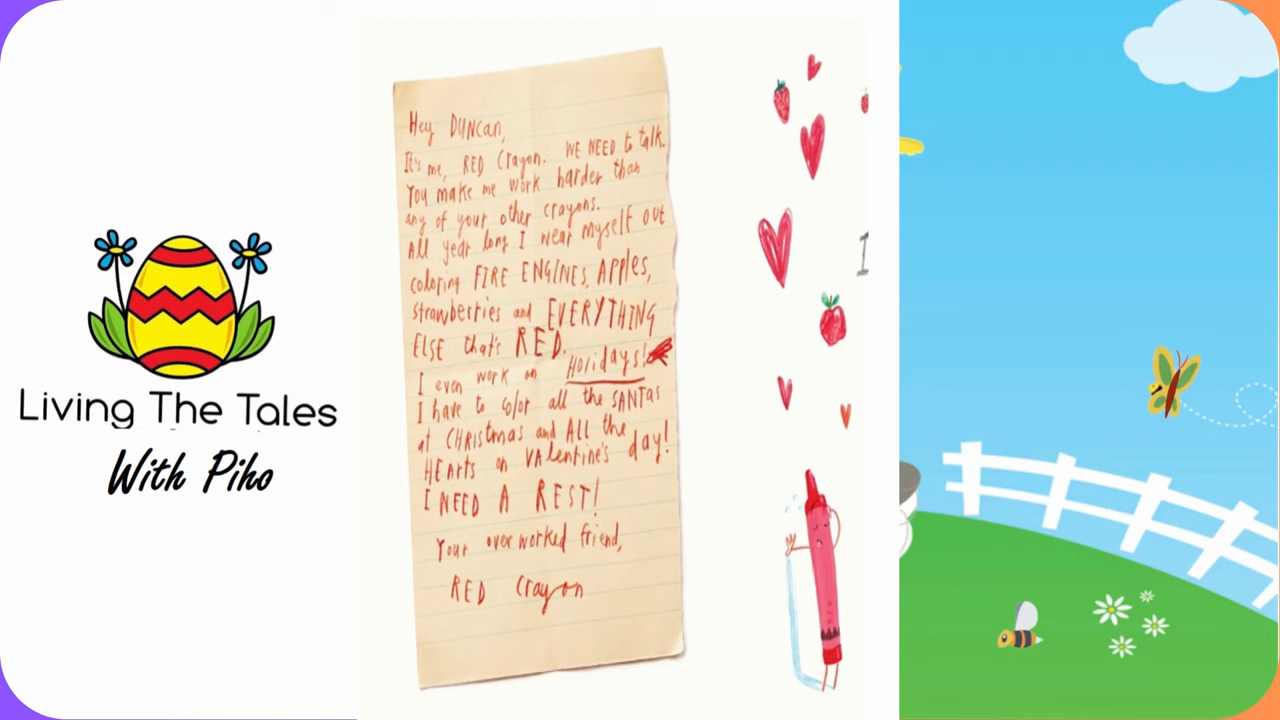 Living The Tales
With Piho
Hey DUNCan,
It's me, RED Crayon. WE NEED to talk.
You make me work harder than
any of your other crayons.
All year long I wear myself out
coloring FIRE ENGINES, APPles,
strawberries and EVERYTHING
ELSE that's RED.
I even work on HOlidays!
I have to color all the SANTAs
at CHRIstmas and All the
HEArts on VAlentine's day!
I NEED A REST!
Your overworked friend,
RED Crayon
I